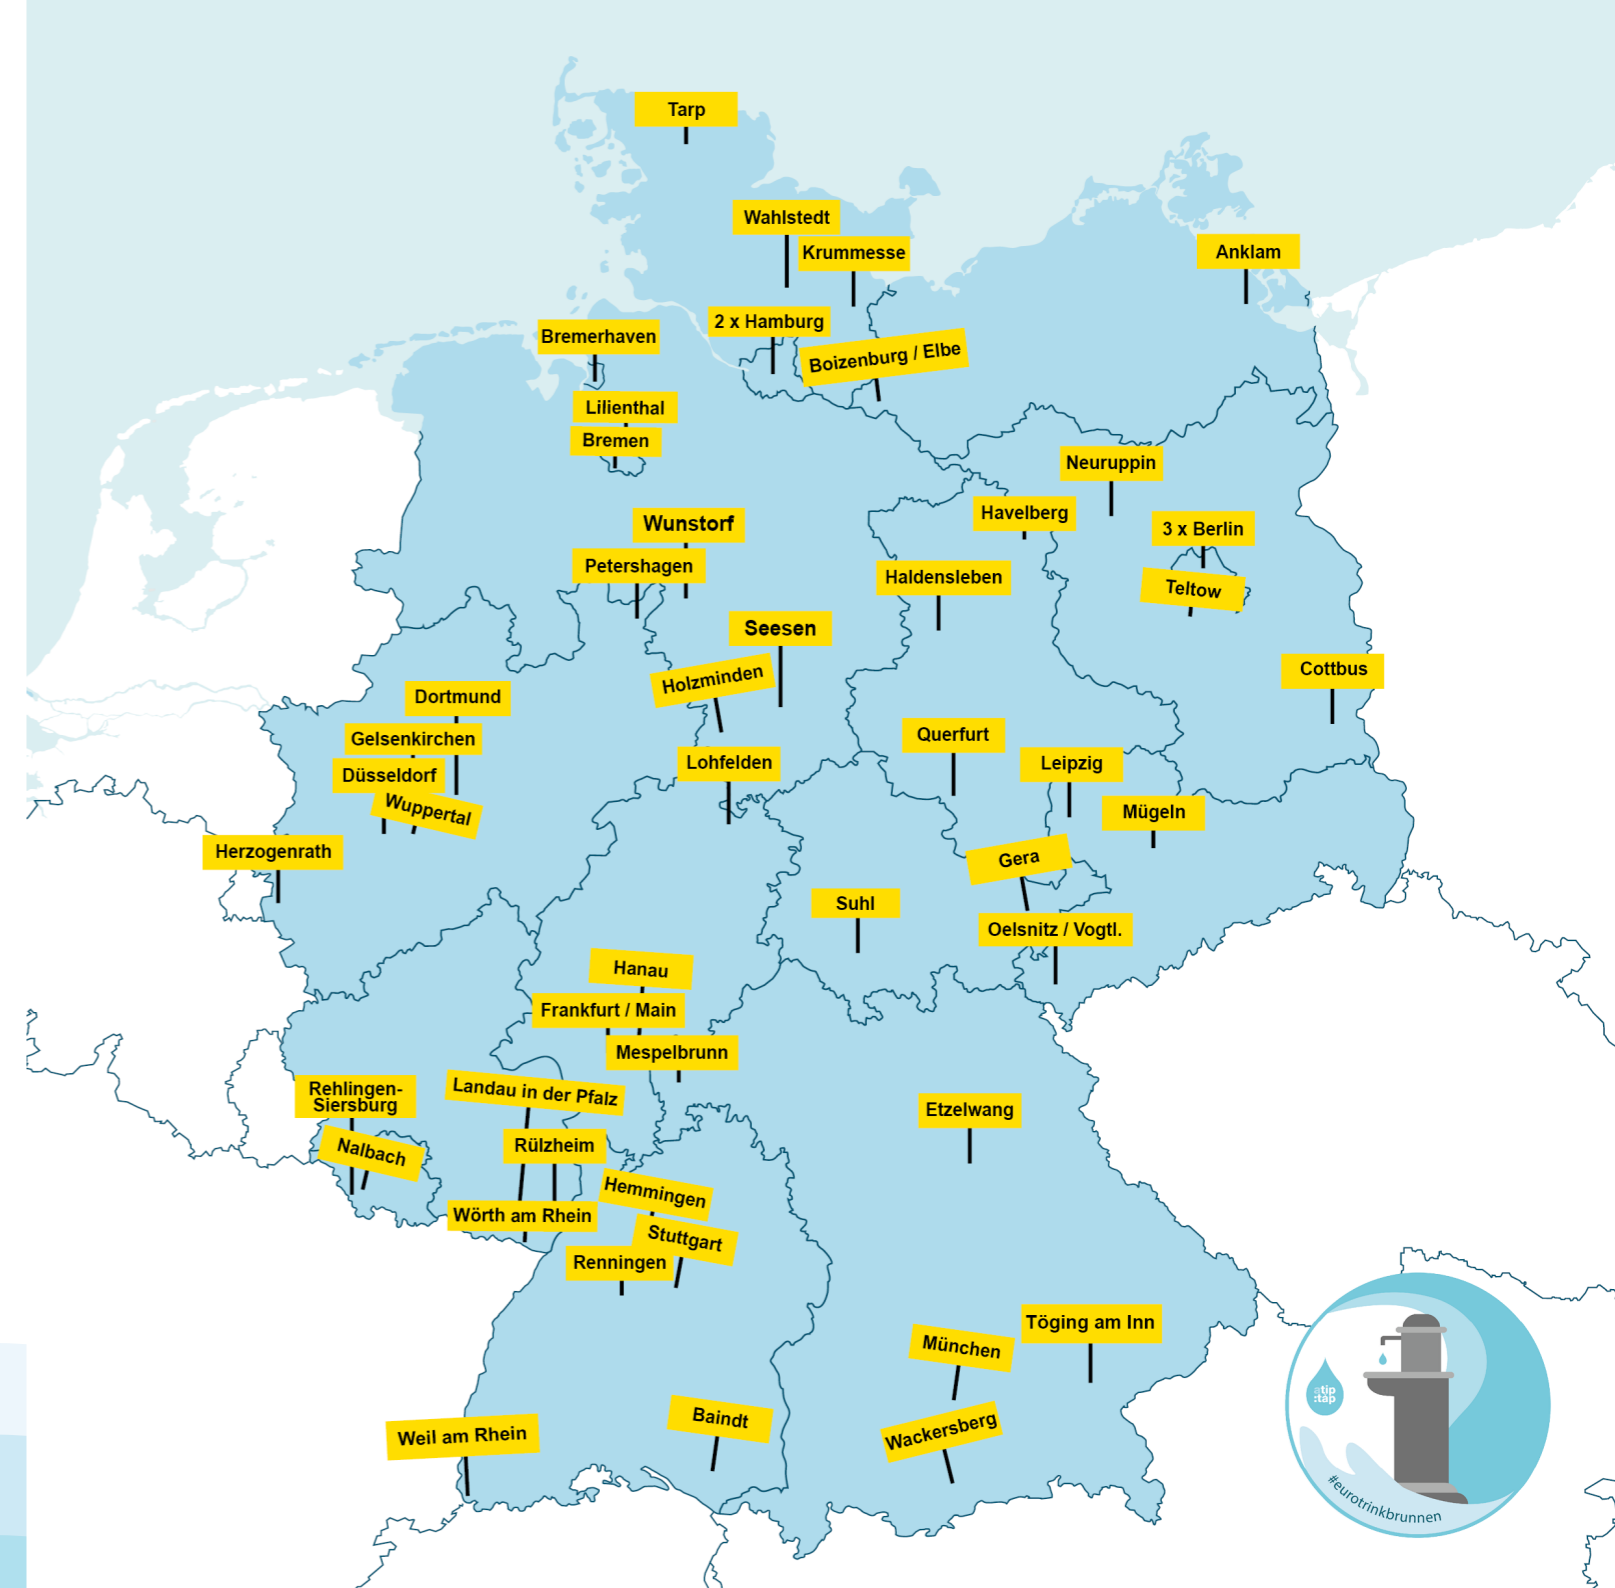 Tarp
Wahlstedt
Krummesse
Anklam
2 x Hamburg
Bremerhaven
Boizenburg / Elbe
Lilienthal
Bremen
Neuruppin
Havelberg
Wunstorf
3 x Berlin
Petershagen
Haldensleben
Teltow
Seesen
Cottbus
Holzminden
Dortmund
Gelsenkirchen
Querfurt
Lohfelden
Leipzig
Düsseldorf
Wuppertal
Mügeln
Herzogenrath
Gera
Suhl
Oelsnitz / Vogtl.
Hanau
Frankfurt / Main
Mespelbrunn
Rehlingen-
Siersburg
Landau in der Pfalz
Etzelwang
Nalbach
Rülzheim
Hemmingen
Wörth am Rhein
Stuttgart
Renningen
Töging am Inn
München
Baindt
Wackersberg
Weil am Rhein
a tip
:tap
#eurotrinkbrunnen